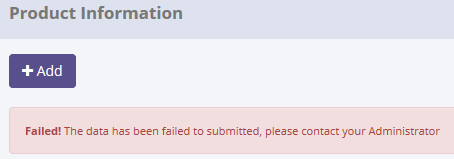 Product Information
+ Add
Failed! The data has been failed to submitted, please contact your Administrator